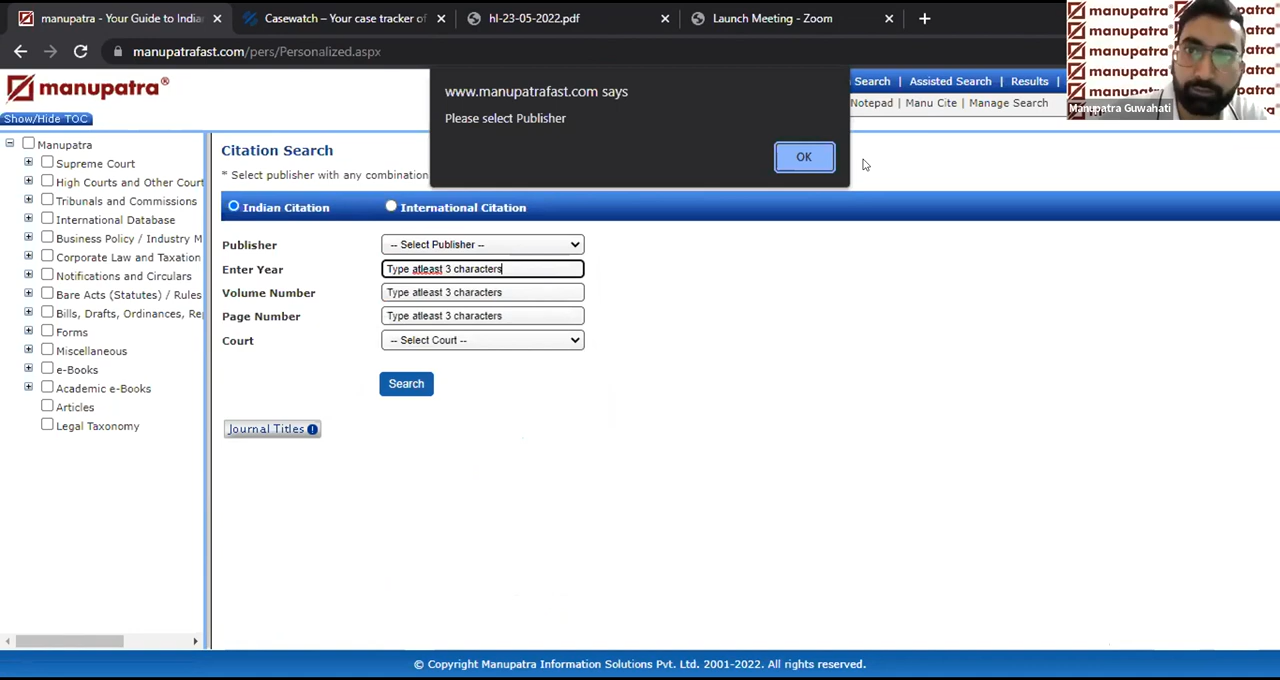 manupatra - Your Guide to India
Casewatch – Your case tracker of
hl-23-05-2022.pdf
Launch Meeting - Zoom
manupatrafast.com/pers/Personalized.aspx
manupatra®
www.manupatrafast.com says
Please select Publisher
OK
Search | Assisted Search | Results |
Notepad | Manu Cite | Manage Search
Manupatra Guwahati
Show/Hide TOC
Manupatra
Supreme Court
High Courts and Other Court
Tribunals and Commissions
International Database
Business Policy / Industry M
Corporate Law and Taxation
Notifications and Circulars
Bare Acts (Statutes) / Rules
Bills, Drafts, Ordinances, Re
Forms
Miscellaneous
e-Books
Academic e-Books
Articles
Legal Taxonomy
Citation Search
* Select publisher with any combination
Indian Citation
International Citation
Publisher
-- Select Publisher --
Enter Year
Type atleast 3 characters
Volume Number
Type atleast 3 characters
Page Number
Type atleast 3 characters
Court
-- Select Court --
Search
Journal Titles
© Copyright Manupatra Information Solutions Pvt. Ltd. 2001-2022. All rights reserved.
manupatra
manupatra
manupatra
manupatra
manupatra
manupatra